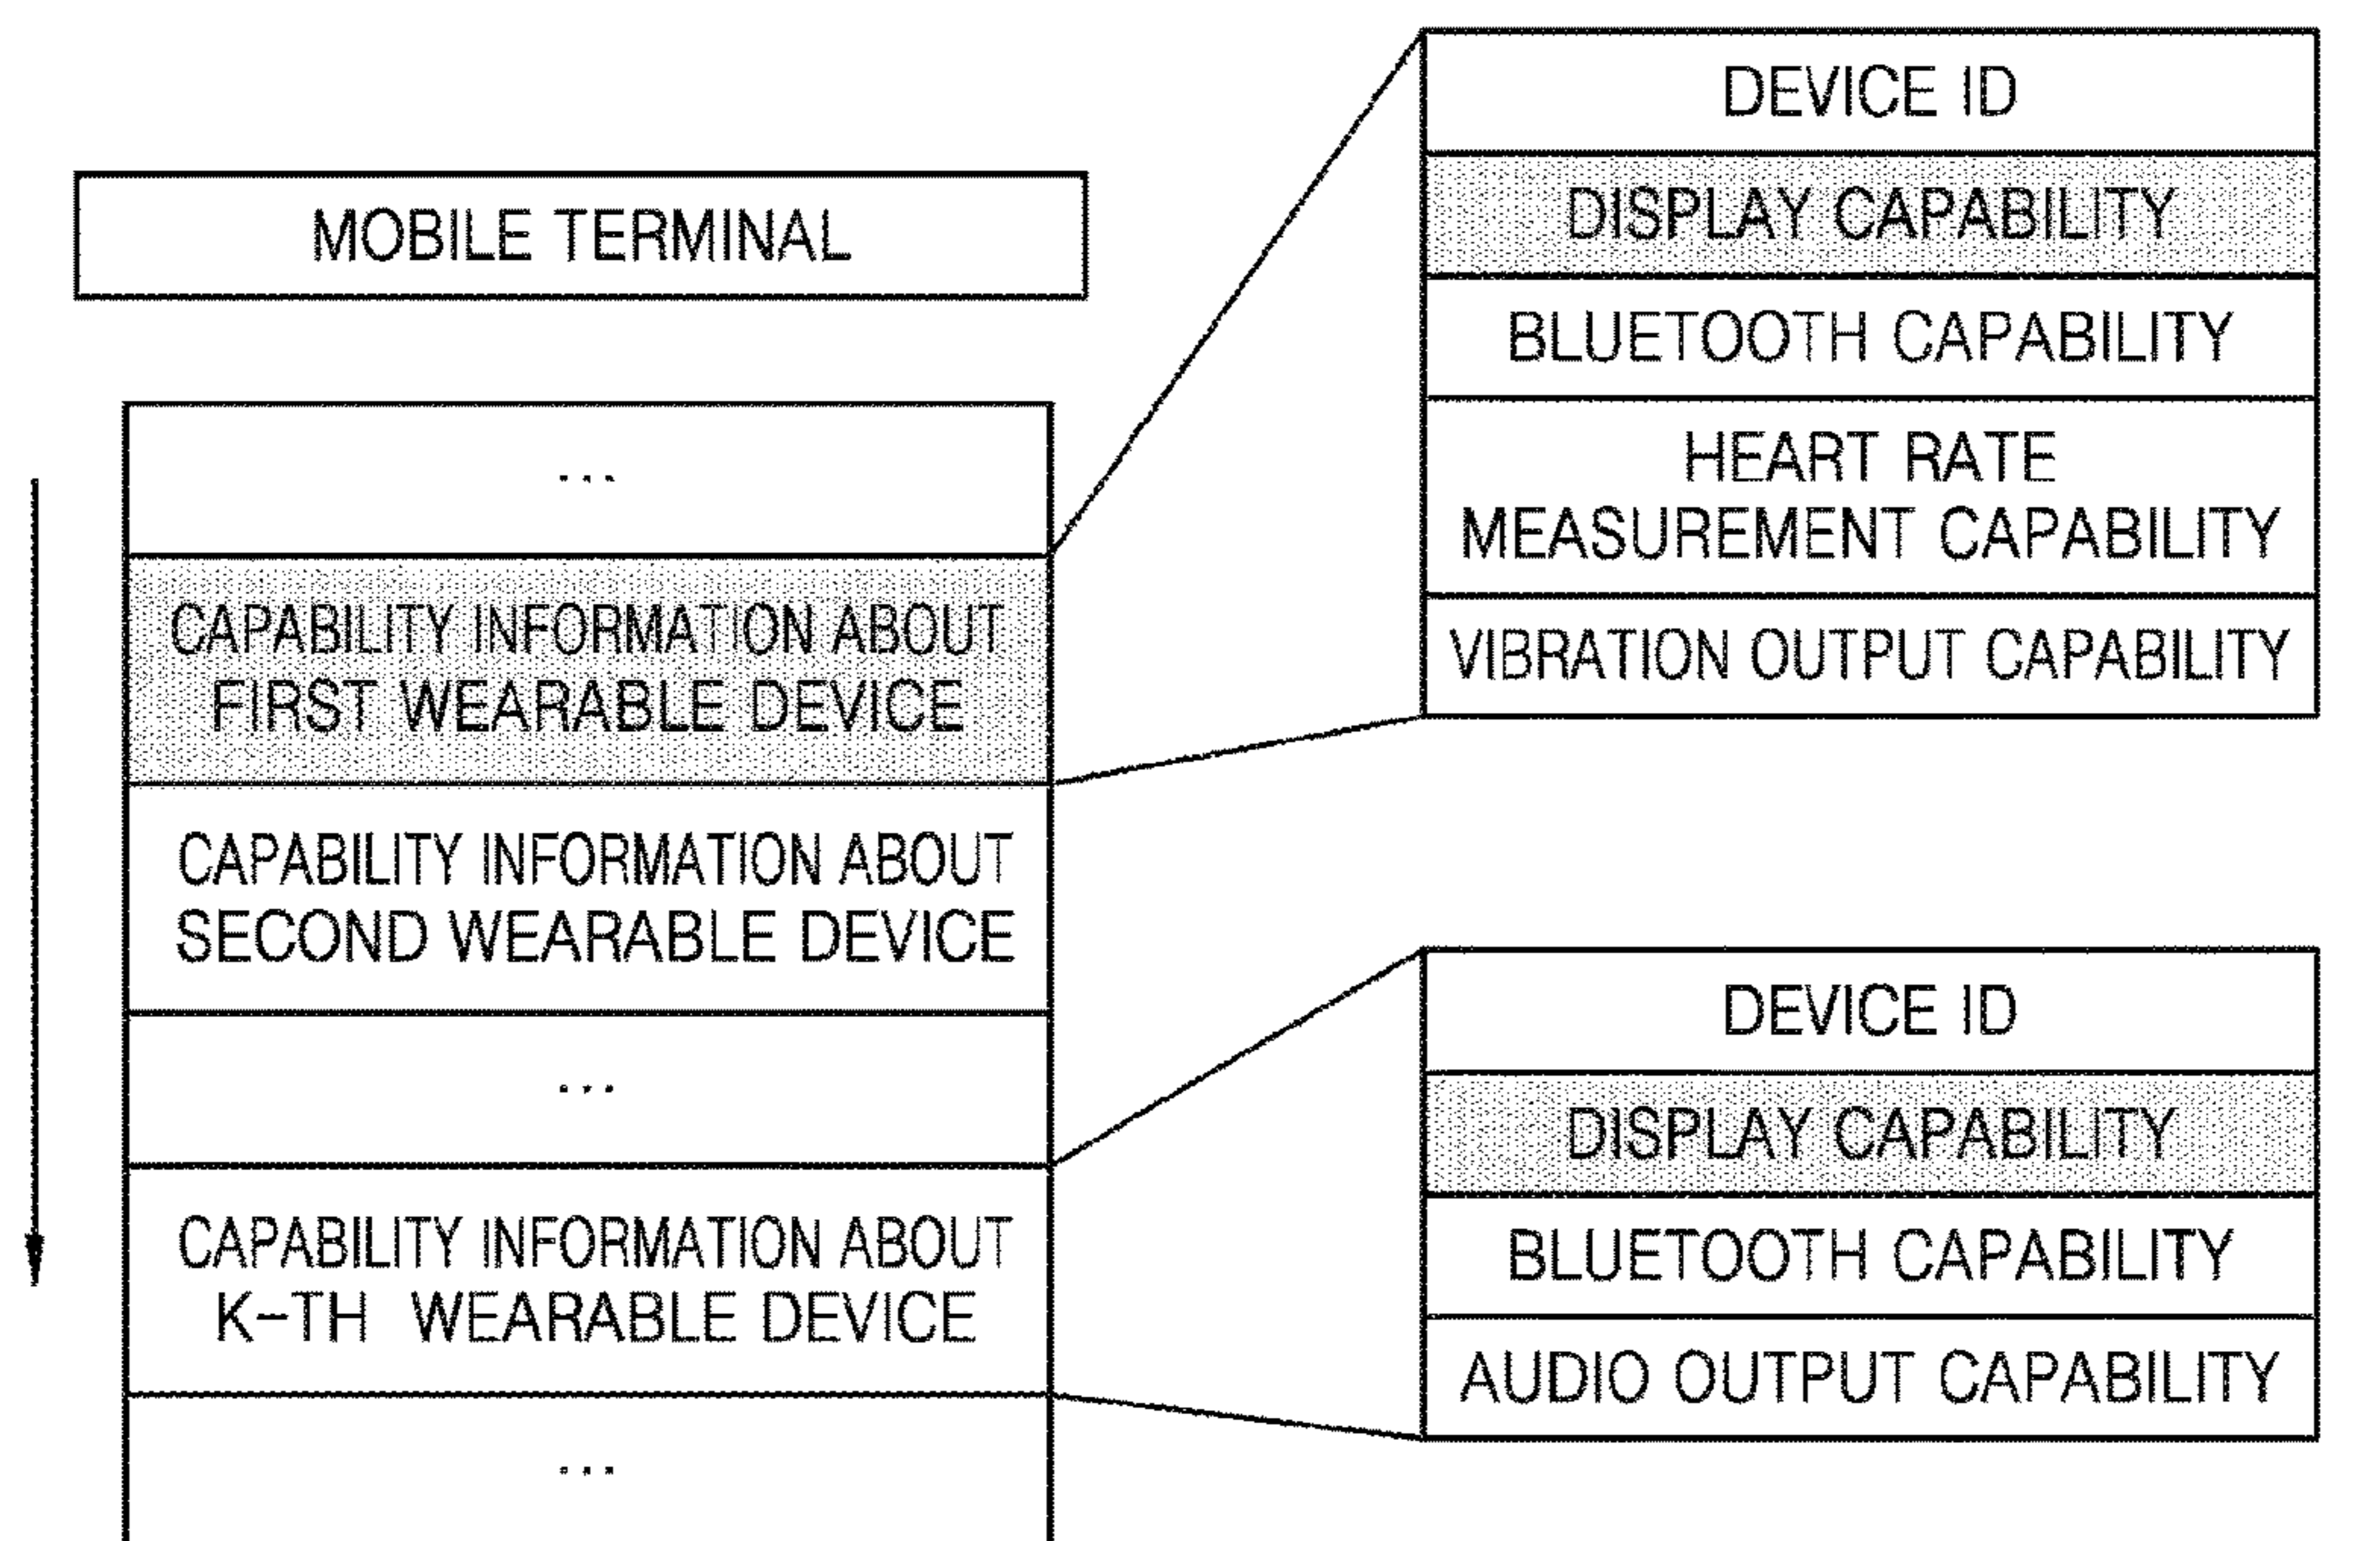 MOBILE TERMINAL
...
CAPABILITY INFORMATION ABOUT
FIRST WEARABLE DEVICE
CAPABILITY INFORMATION ABOUT
SECOND WEARABLE DEVICE
...
CAPABILITY INFORMATION ABOUT
K-TH WEARABLE DEVICE
...
DEVICE ID
DISPLAY CAPABILITY
BLUETOOTH CAPABILITY
HEART RATE
MEASUREMENT CAPABILITY
VIBRATION OUTPUT CAPABILITY
DEVICE ID
DISPLAY CAPABILITY
BLUETOOTH CAPABILITY
AUDIO OUTPUT CAPABILITY